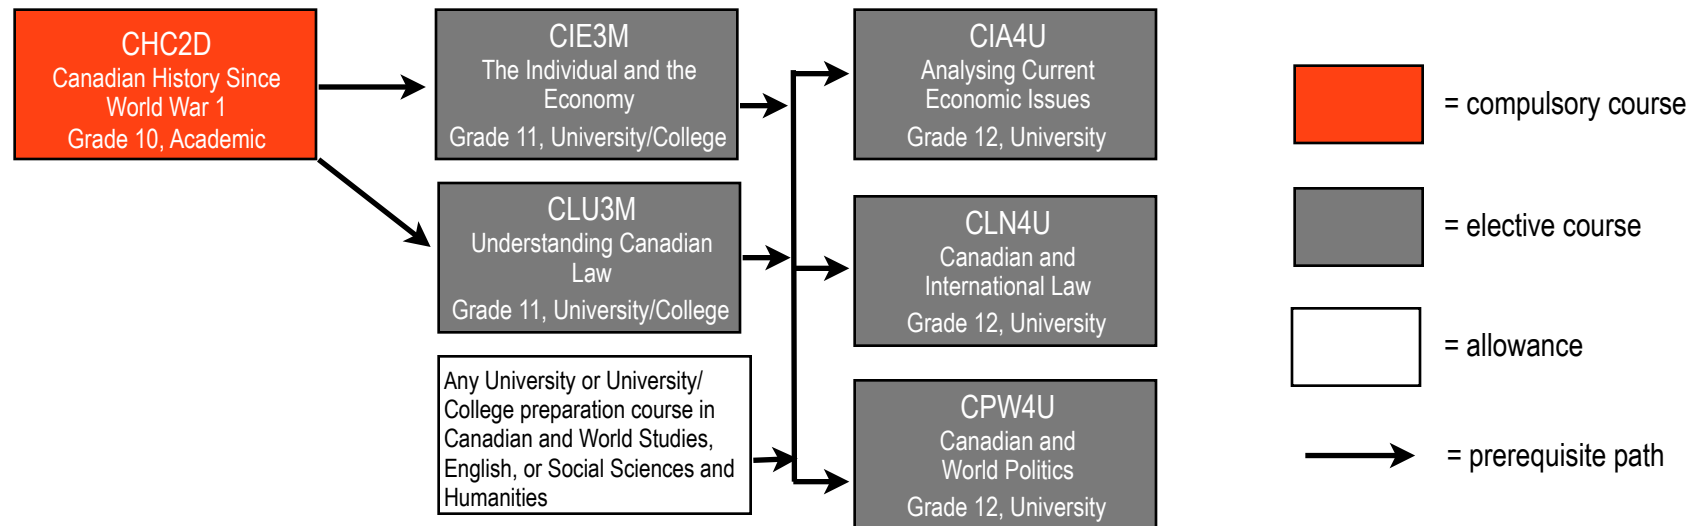 CHC2D
Canadian History Since
World War 1
Grade 10, Academic
CIE3M
The Individual and the
Economy
Grade 11, University/College
CLU3M
Understanding Canadian
Law
Grade 11, University/College
Any University or University/
College preparation course in
Canadian and World Studies,
English, or Social Sciences and
Humanities
CIA4U
Analysing Current
Economic Issues
Grade 12, University
CLN4U
Canadian and
International Law
Grade 12, University
CPW4U
Canadian and
World Politics
Grade 12, University
= compulsory course
= elective course
= allowance
= prerequisite path